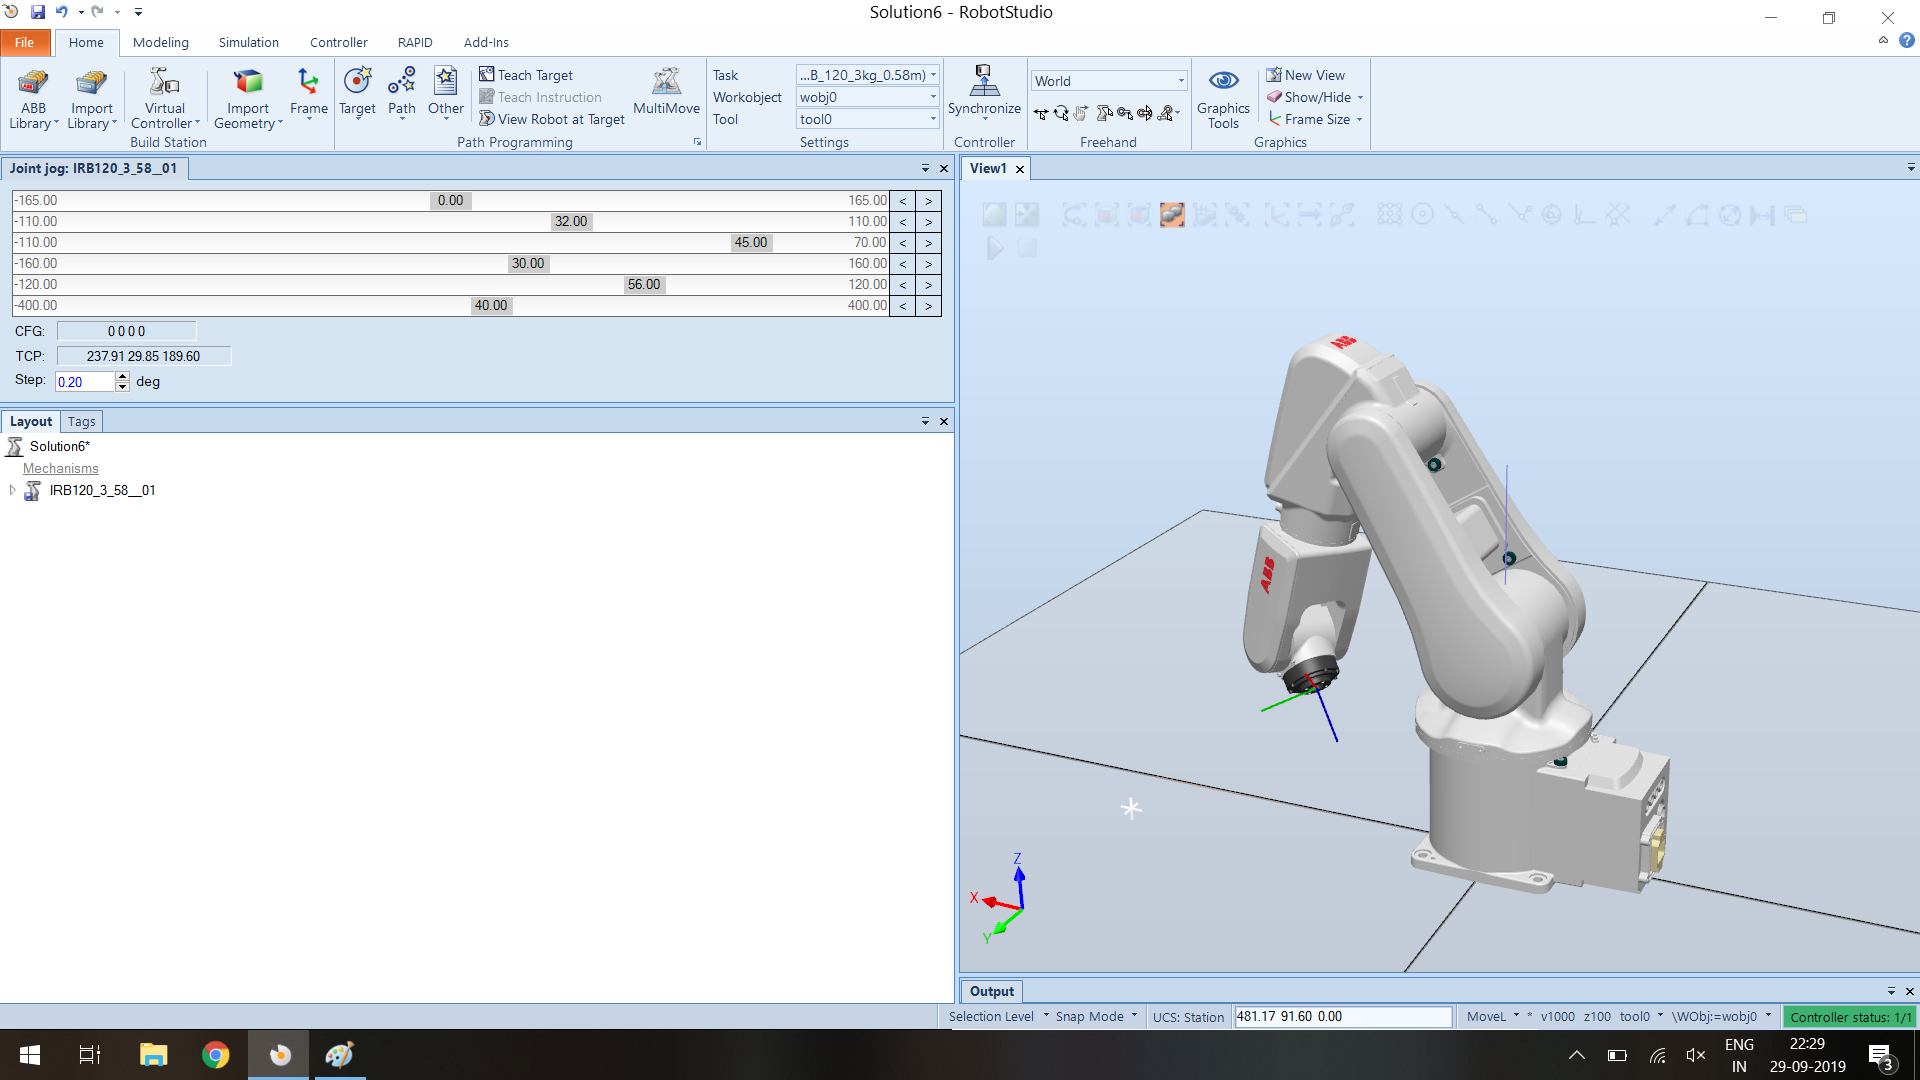 Solution6 - RobotStudio
File Home Modeling Simulation Controller RAPID Add-Ins
ABB Library
Import Library
Virtual Controller
Import Geometry
Frame
Build Station
Target
Path
Other
Teach Target
Teach Instruction
View Robot at Target
MultiMove
Path Programming
Task ...B_120_3kg_0.58m)
Workobject wobj0
Tool tool0
Settings
Synchronize
Controller
World
Freehand
Graphics Tools
New View
Show/Hide
Frame Size
Graphics
Joint jog: IRB120_3_58__01
-165.00 0.00 165.00 < >
-110.00 32.00 110.00 < >
-110.00 45.00 70.00 < >
-160.00 30.00 160.00 < >
-120.00 56.00 120.00 < >
-400.00 40.00 400.00 < >
CFG: 0 0 0 0
TCP: 237.91 29.85 189.60
Step: 0.20 deg
Layout Tags
Solution6*
Mechanisms
IRB120_3_58__01
View1
ABB
ABB
Z
X
Y
Output
Selection Level Snap Mode UCS: Station 481.17 91.60 0.00 MoveL * v1000 z100 tool0 \WObj:=wobj0 Controller status: 1/1
ENG
IN
22:29
29-09-2019
3